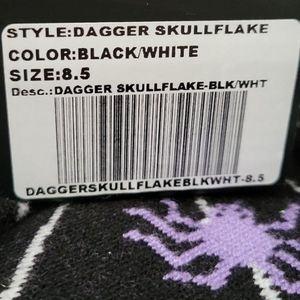 STYLE:DAGGER SKULLFLAKE
COLOR:BLACK/WHITE
SIZE:8.5
Desc.:DAGGER SKULLFLAKE-BLK/WHT
DAGGERSKULLFLAKEBLKWHT-8.5